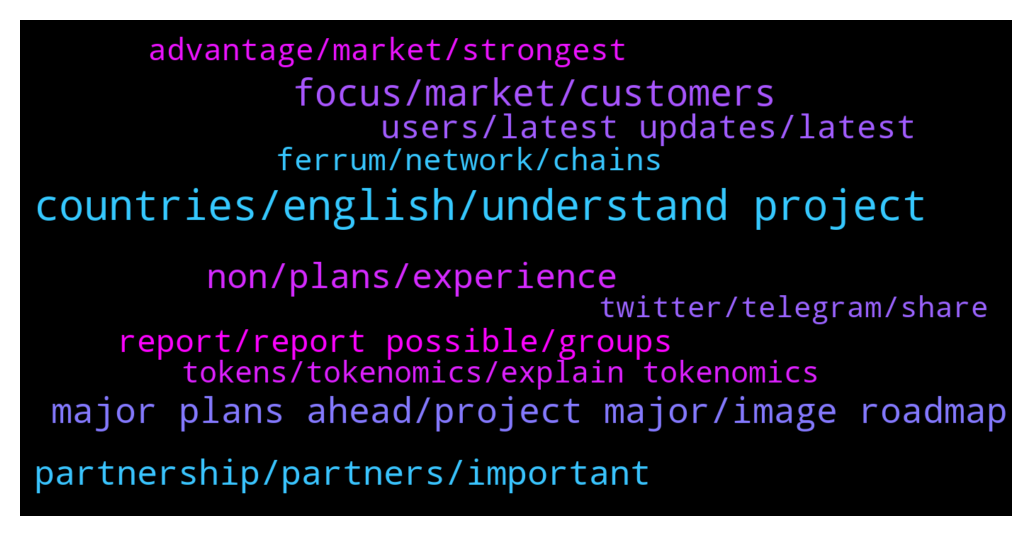 advantage/market/strongest
focus/market/customers
users/latest updates/latest
ferrum/network/chains
countries/english/understand project
non/plans/experience
twitter/telegram/share
report/report possible/groups
tokens/tokenomics/explain tokenomics
major plans ahead/project major/image roadmap
partnership/partners/important